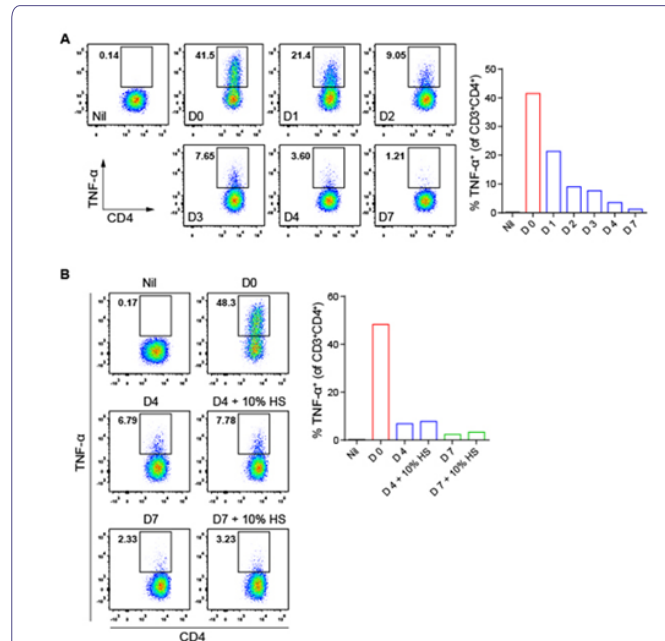 A
0.14
Nil
41.5
D0
21.4
D1
9.05
D2
7.65
D3
3.60
D4
1.21
D7
TNF-α
CD4
% TNF-α⁺ (of CD3⁺CD4⁺)
50
40
30
20
10
0
Nil
D 0
D 1
D 2
D 3
D 4
D 7
B
Nil
D0
0.17
48.3
D4
D4 + 10% HS
6.79
7.78
D7
D7 + 10% HS
2.33
3.23
TNF-α
CD4
% TNF-α⁺ (of CD3⁺CD4⁺)
60
40
20
0
Nil
D 0
D 4
D 4 + 10% HS
D 7
D 7 + 10% HS